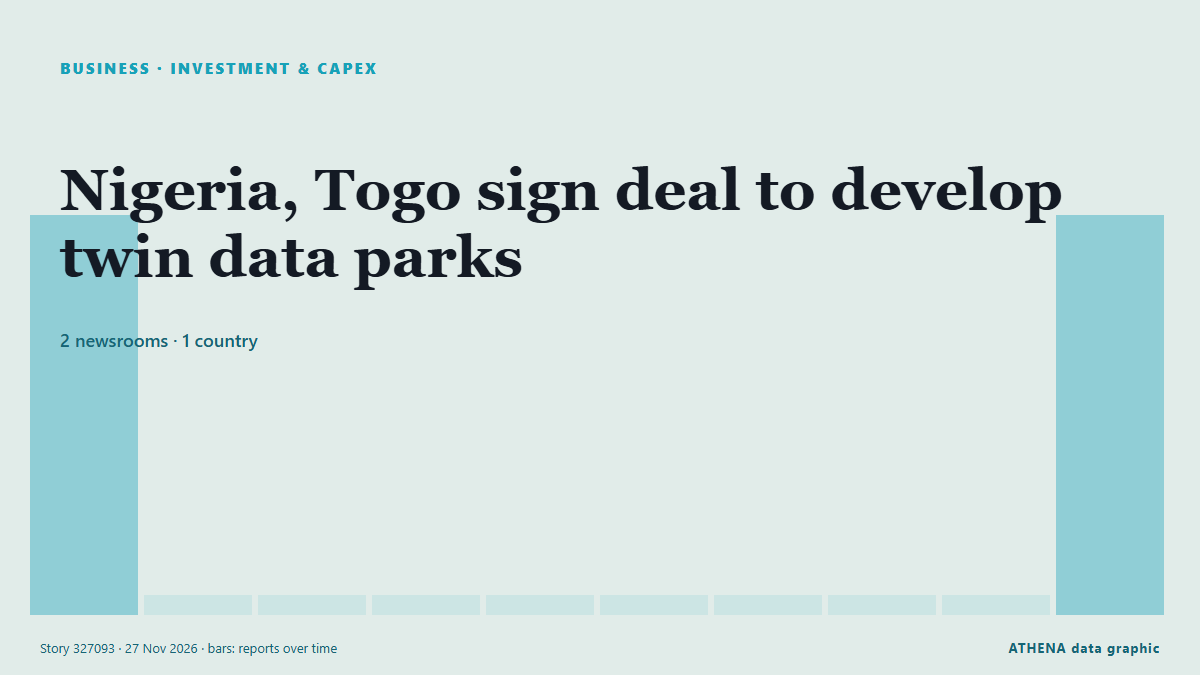 BUSINESS · INVESTMENT & CAPEX
Nigeria, Togo sign deal to develop
twin data parks
2 newsrooms · 1 country
Story 327093 · 27 Nov 2026 · bars: reports over time
ATHENA data graphic